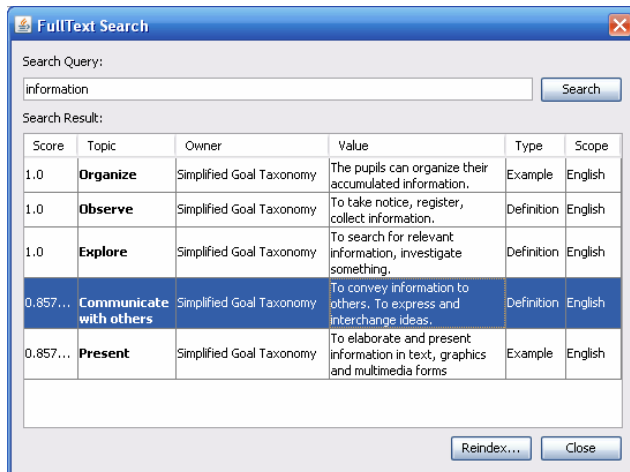 FullText Search
Search Query:
information
Search
Search Result:
Score Topic Owner Value Type Scope
1.0 Organize Simplified Goal Taxonomy The pupils can organize their accumulated information. Example English
1.0 Observe Simplified Goal Taxonomy To take notice, register, collect information. Definition English
1.0 Explore Simplified Goal Taxonomy To search for relevant information, investigate something. Definition English
0.857... Communicate with others Simplified Goal Taxonomy To convey information to others. To express and interchange ideas. Definition English
0.857... Present Simplified Goal Taxonomy To elaborate and present information in text, graphics and multimedia forms Example English
Reindex... Close